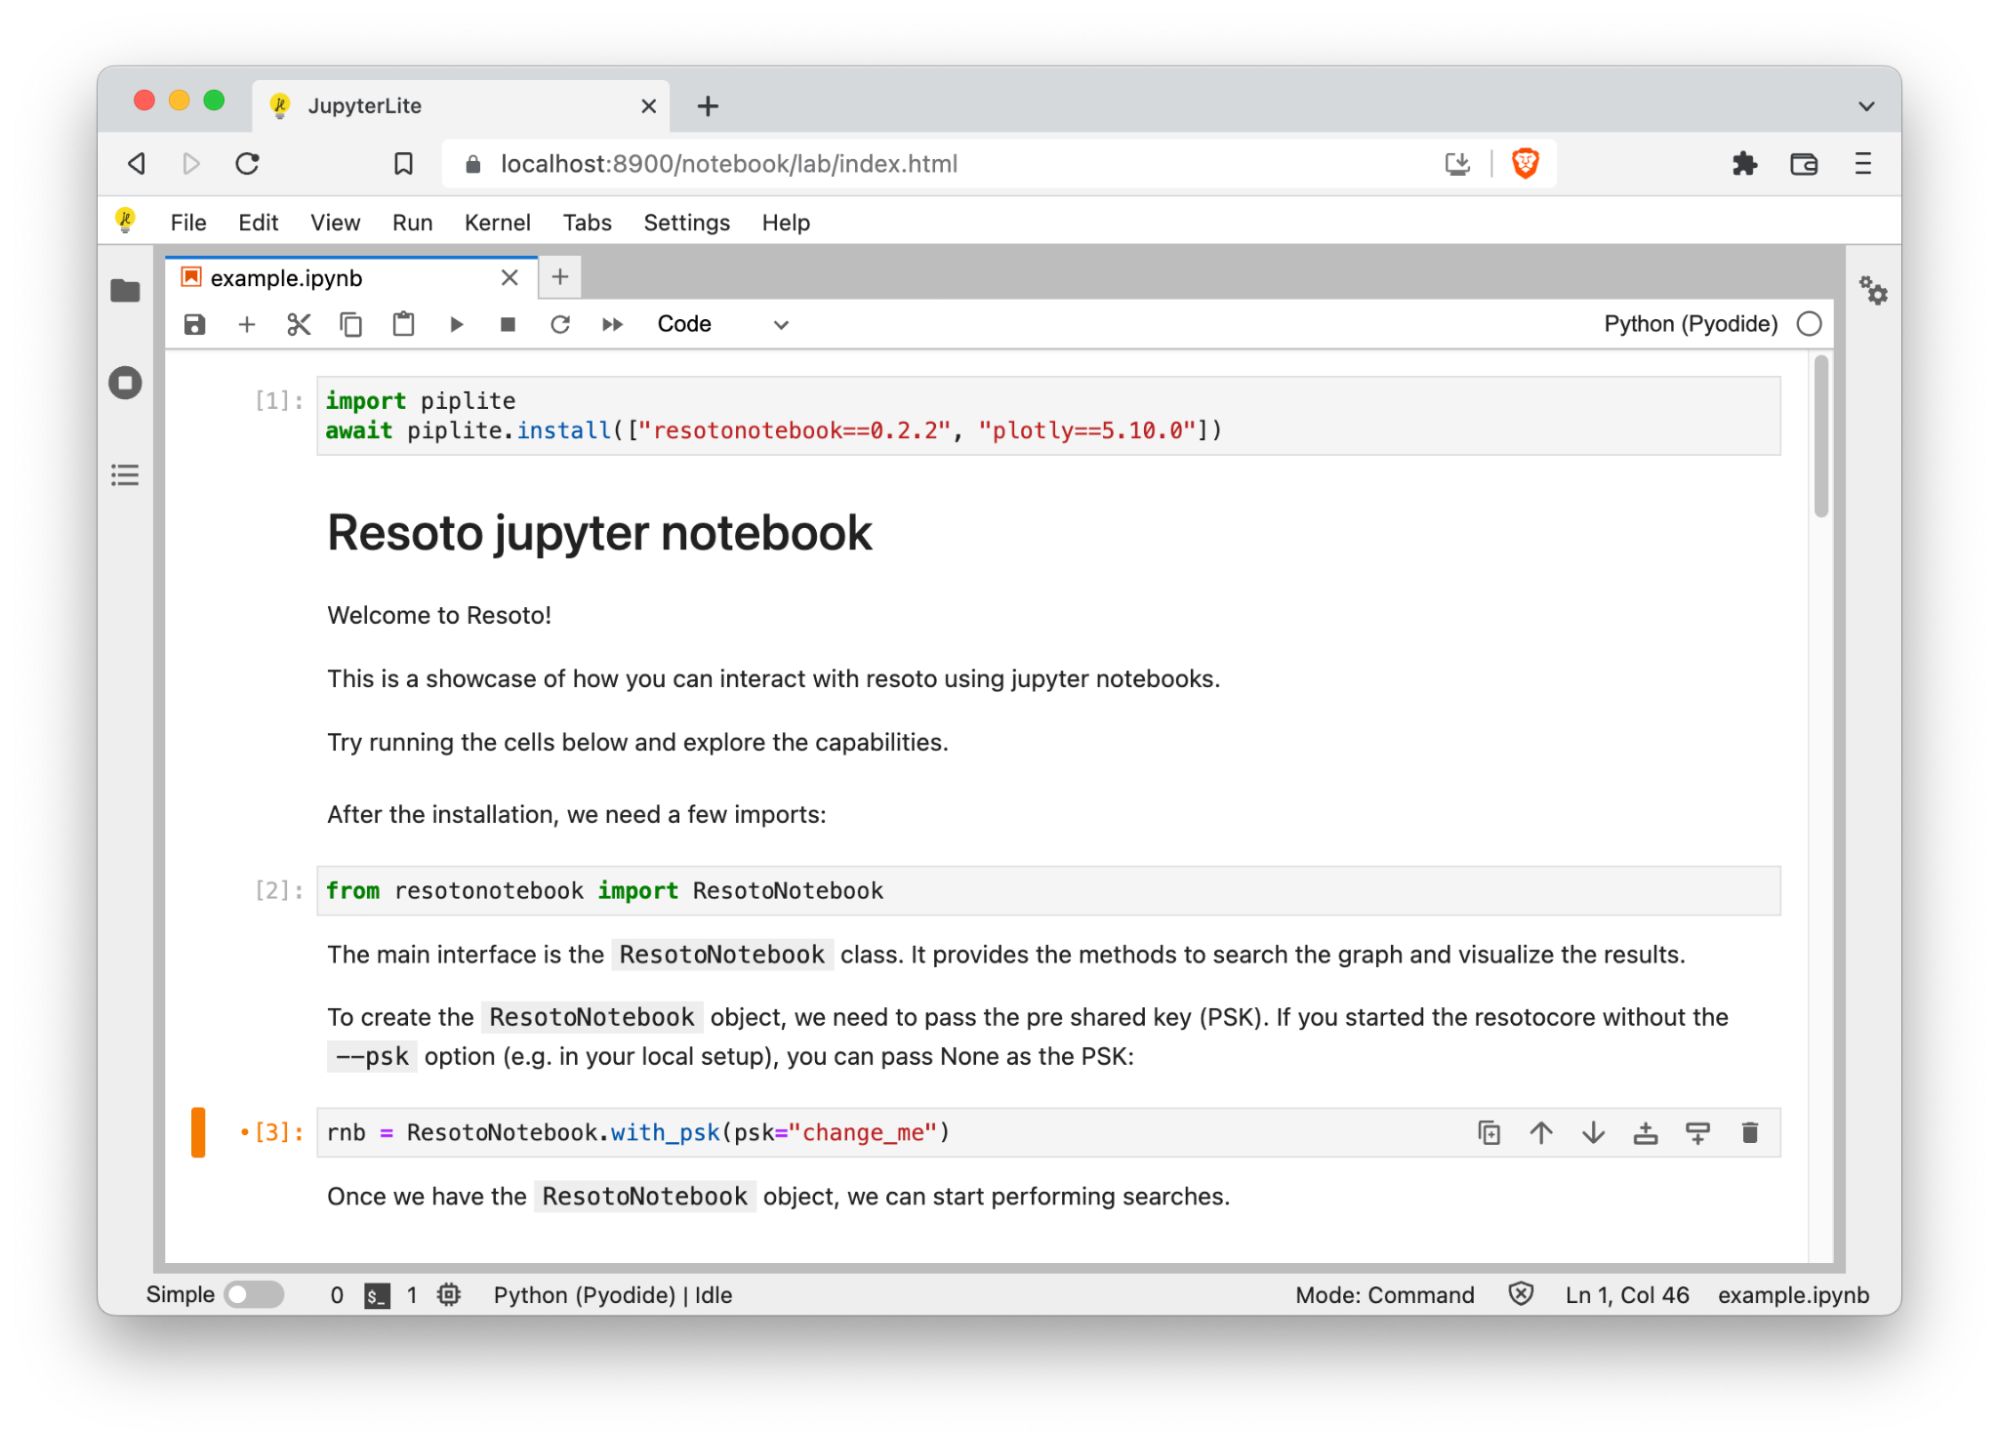 JupyterLite
localhost:8900/notebook/lab/index.html
File Edit View Run Kernel Tabs Settings Help
example.ipynb
Code Python (Pyodide)
[1]: import piplite
await piplite.install(["resotonotebook==0.2.2", "plotly==5.10.0"])
Resoto jupyter notebook
Welcome to Resoto!
This is a showcase of how you can interact with resoto using jupyter notebooks.
Try running the cells below and explore the capabilities.
After the installation, we need a few imports:
[2]: from resotonotebook import ResotoNotebook
The main interface is the ResotoNotebook class. It provides the methods to search the graph and visualize the results.
To create the ResotoNotebook object, we need to pass the pre shared key (PSK). If you started the resotocore without the
--psk option (e.g. in your local setup), you can pass None as the PSK:
•[3]: rnb = ResotoNotebook.with_psk(psk="change_me")
Once we have the ResotoNotebook object, we can start performing searches.
Simple 0 $_ 1 Python (Pyodide) | Idle Mode: Command Ln 1, Col 46 example.ipynb